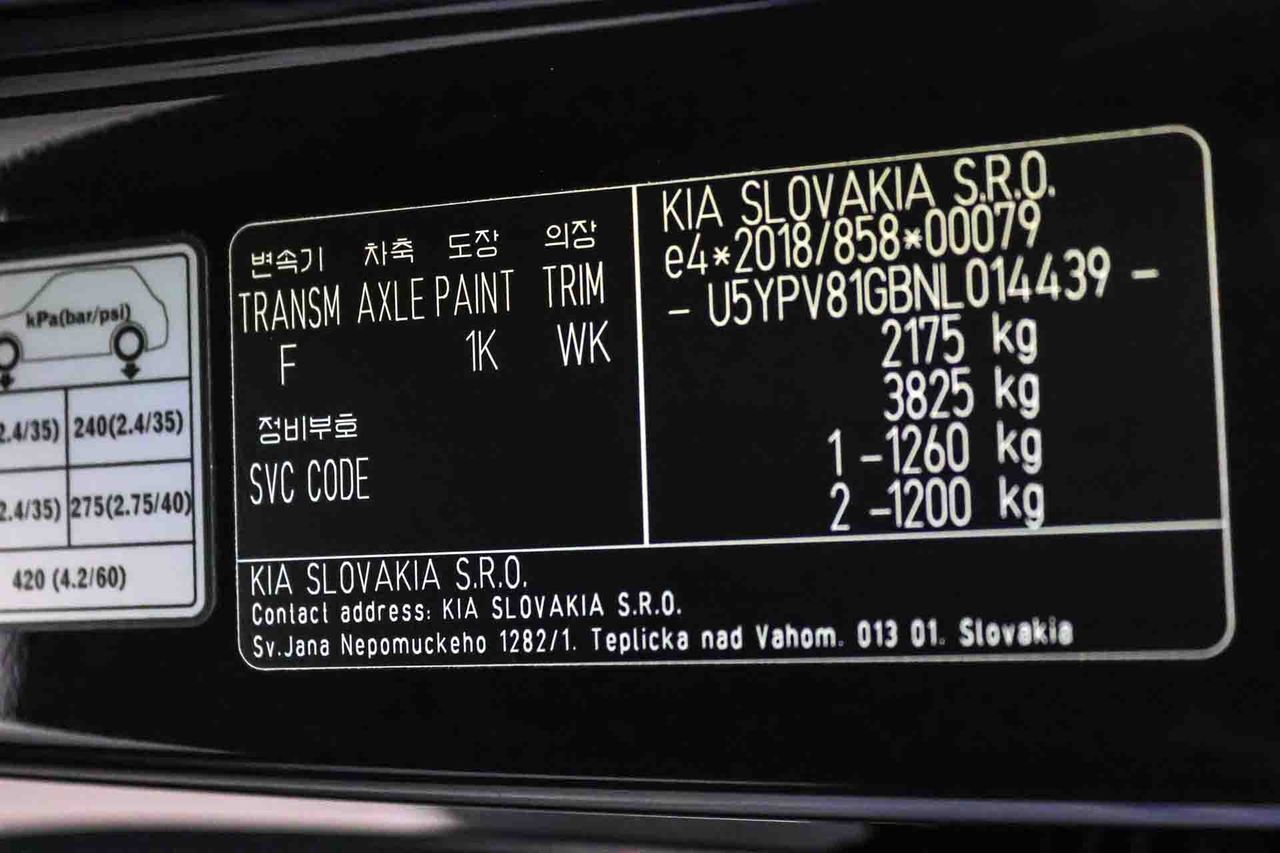 kPa(bar/psi)
2.4/35) 240(2.4/35)
2.4/35) 275(2.75/40)
420 (4.2/60)
변속기 차축 도장 의장
TRANSM AXLE PAINT TRIM
F 1K WK
정비부호
SVC CODE
KIA SLOVAKIA S.R.O.
e4*2018/858*00079
- U5YPV81GBNL014439 -
2175 kg
3825 kg
1 -1260 kg
2 -1200 kg
KIA SLOVAKIA S.R.O.
Contact address: KIA SLOVAKIA S.R.O.
Sv.Jana Nepomuckeho 1282/1. Teplicka nad Vahom. 013 01. Slovakia